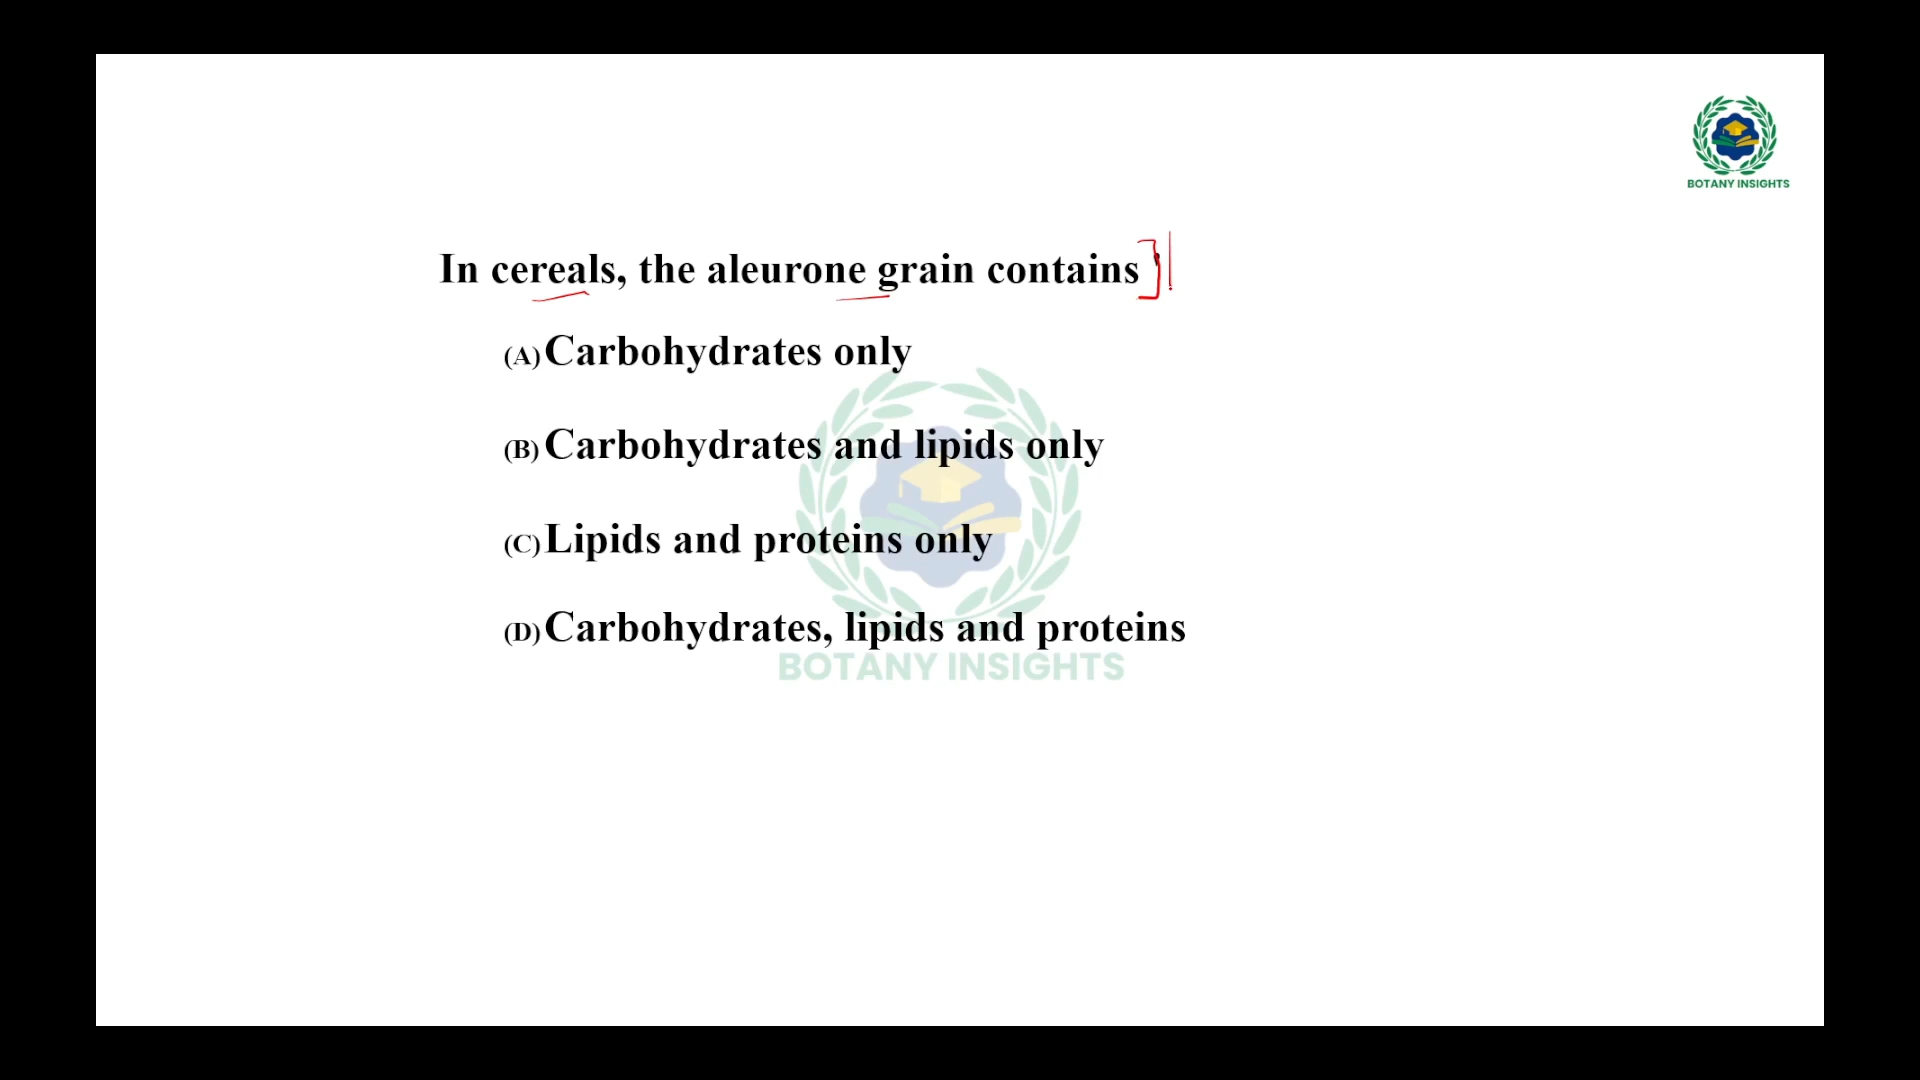 BOTANY INSIGHTS
In cereals, the aleurone grain contains
(A) Carbohydrates only
(B) Carbohydrates and lipids only
(C) Lipids and proteins only
(D) Carbohydrates, lipids and proteins
BOTANY INSIGHTS